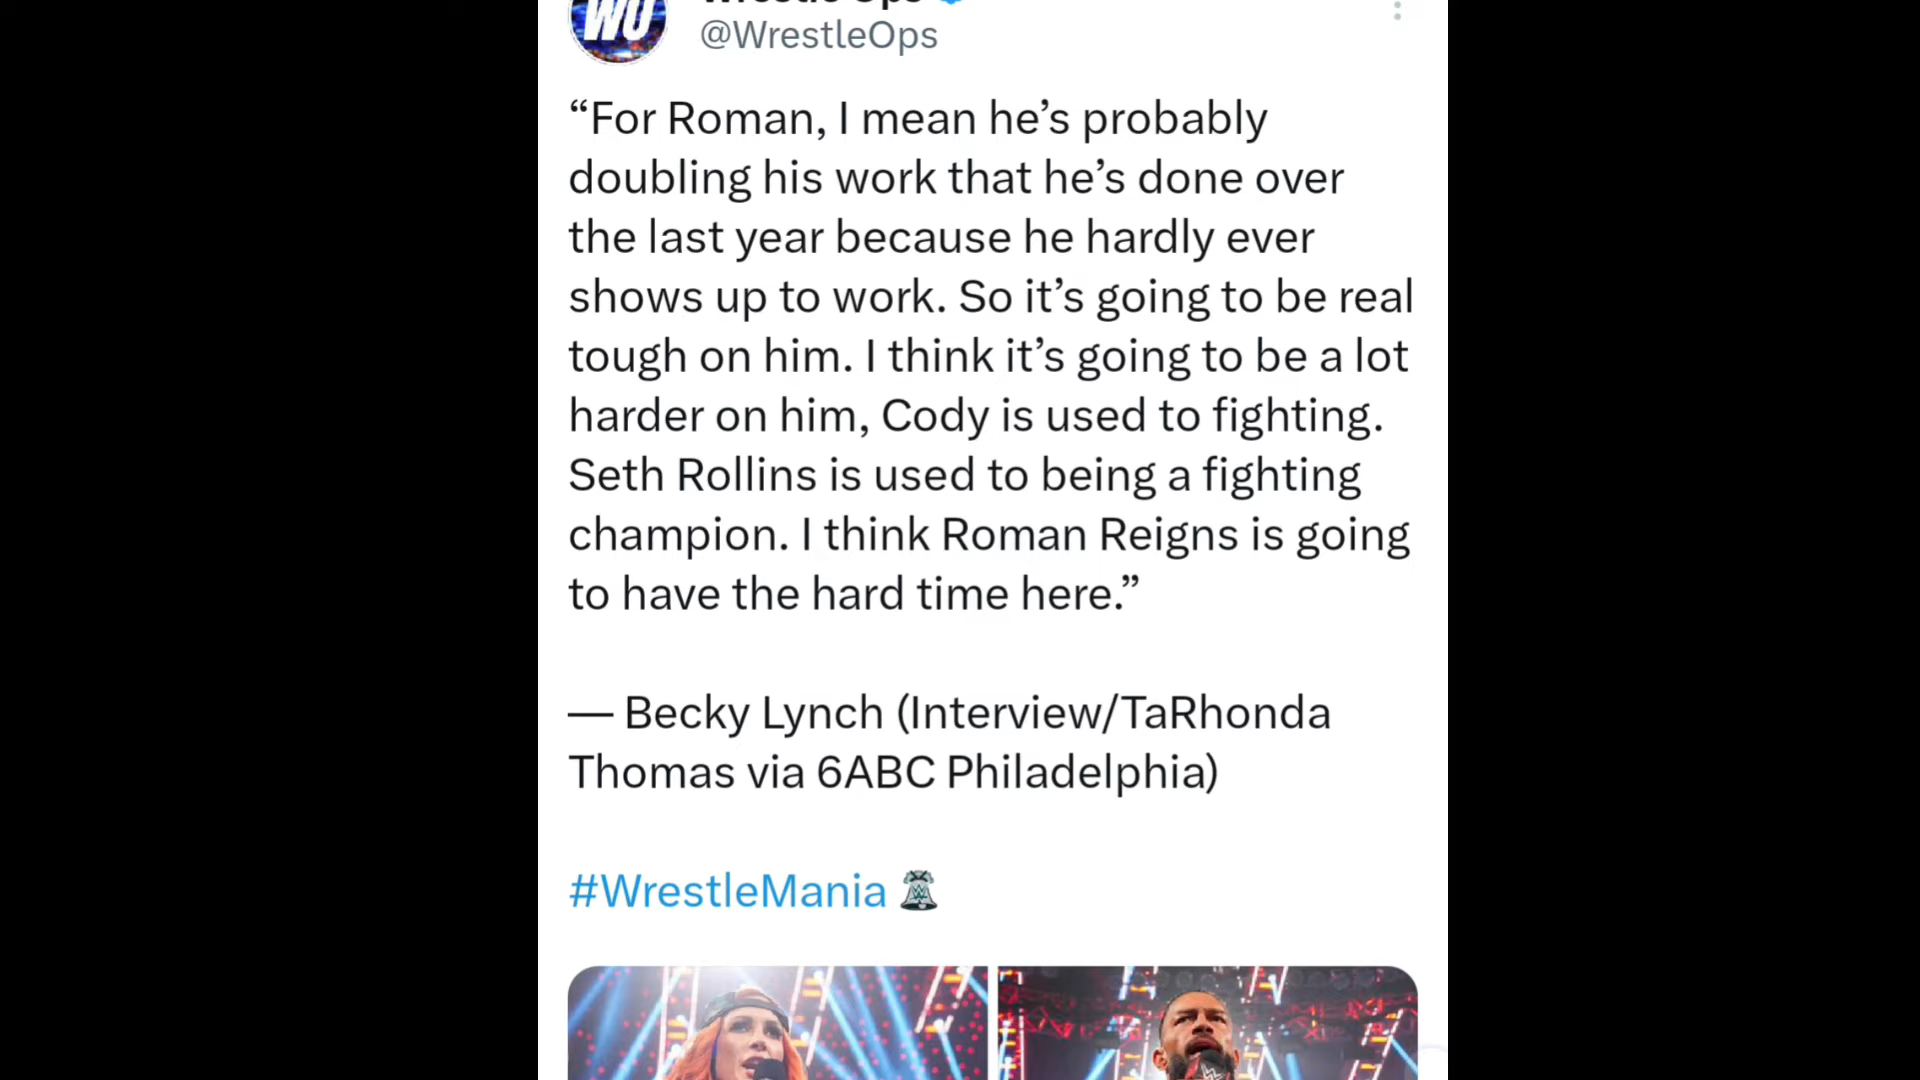 Wrestle Ops
@WrestleOps
“For Roman, I mean he’s probably
doubling his work that he’s done over
the last year because he hardly ever
shows up to work. So it’s going to be real
tough on him. I think it’s going to be a lot
harder on him, Cody is used to fighting.
Seth Rollins is used to being a fighting
champion. I think Roman Reigns is going
to have the hard time here.”
— Becky Lynch (Interview/TaRhonda
Thomas via 6ABC Philadelphia)
#WrestleMania